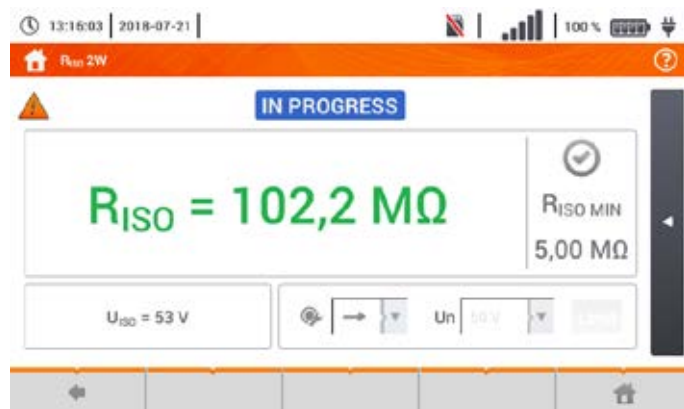 13:16:03 2018-07-21 100 %
RISO 2W ?
IN PROGRESS
RISO = 102,2 MΩ
RISO MIN
5,00 MΩ
UISO = 53 V
Un 50 V